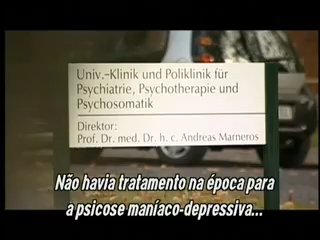 Univ.-Klinik und Poliklinik für
Psychiatrie, Psychotherapie und
Psychosomatik
Direktor:
Prof. Dr. med. Dr. h. c. Andreas Marneros
Não havia tratamento na época para
a psicose maníaco-depressiva...